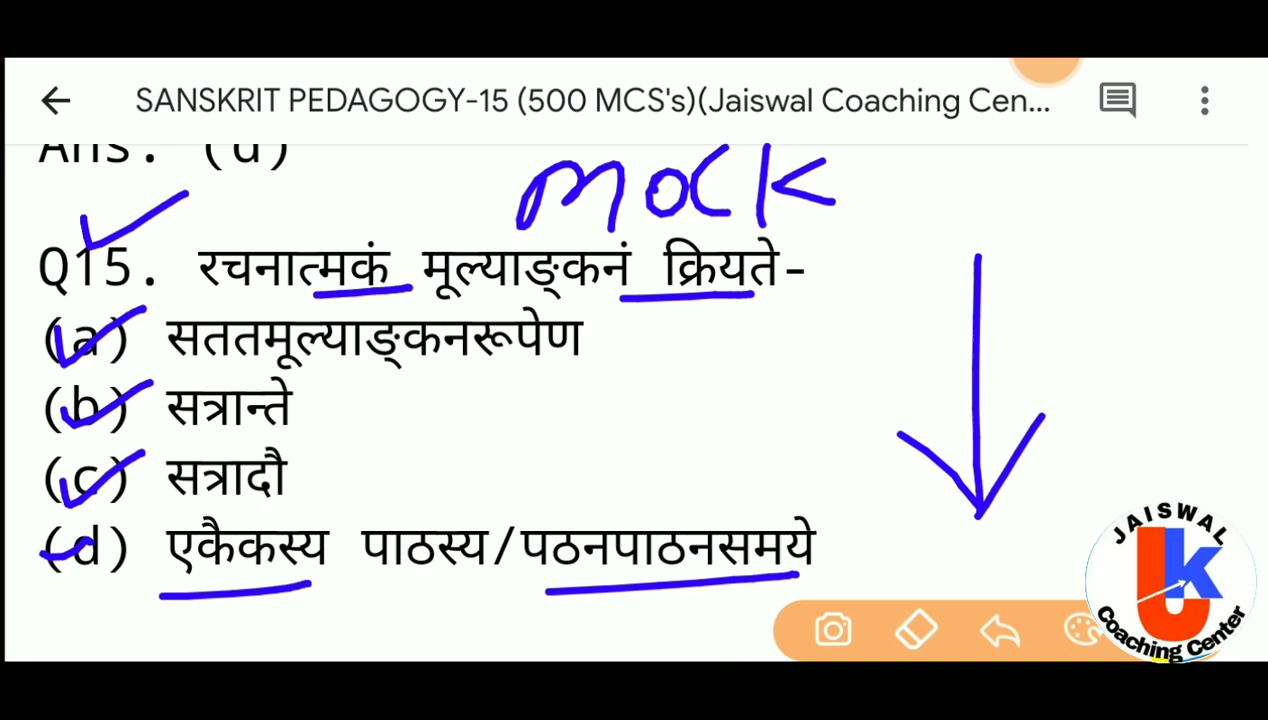 SANSKRIT PEDAGOGY-15 (500 MCS's)(Jaiswal Coaching Cen...
Ans. (d)
mock
Q15. रचनात्मकं मूल्याङ्कनं क्रियते-
(a) सततमूल्याङ्कनरूपेण
(b) सत्रान्ते
(c) सत्रादौ
(d) एकैकस्य पाठस्य/पठनपाठनसमये
JAISWAL
JK
Coaching Center